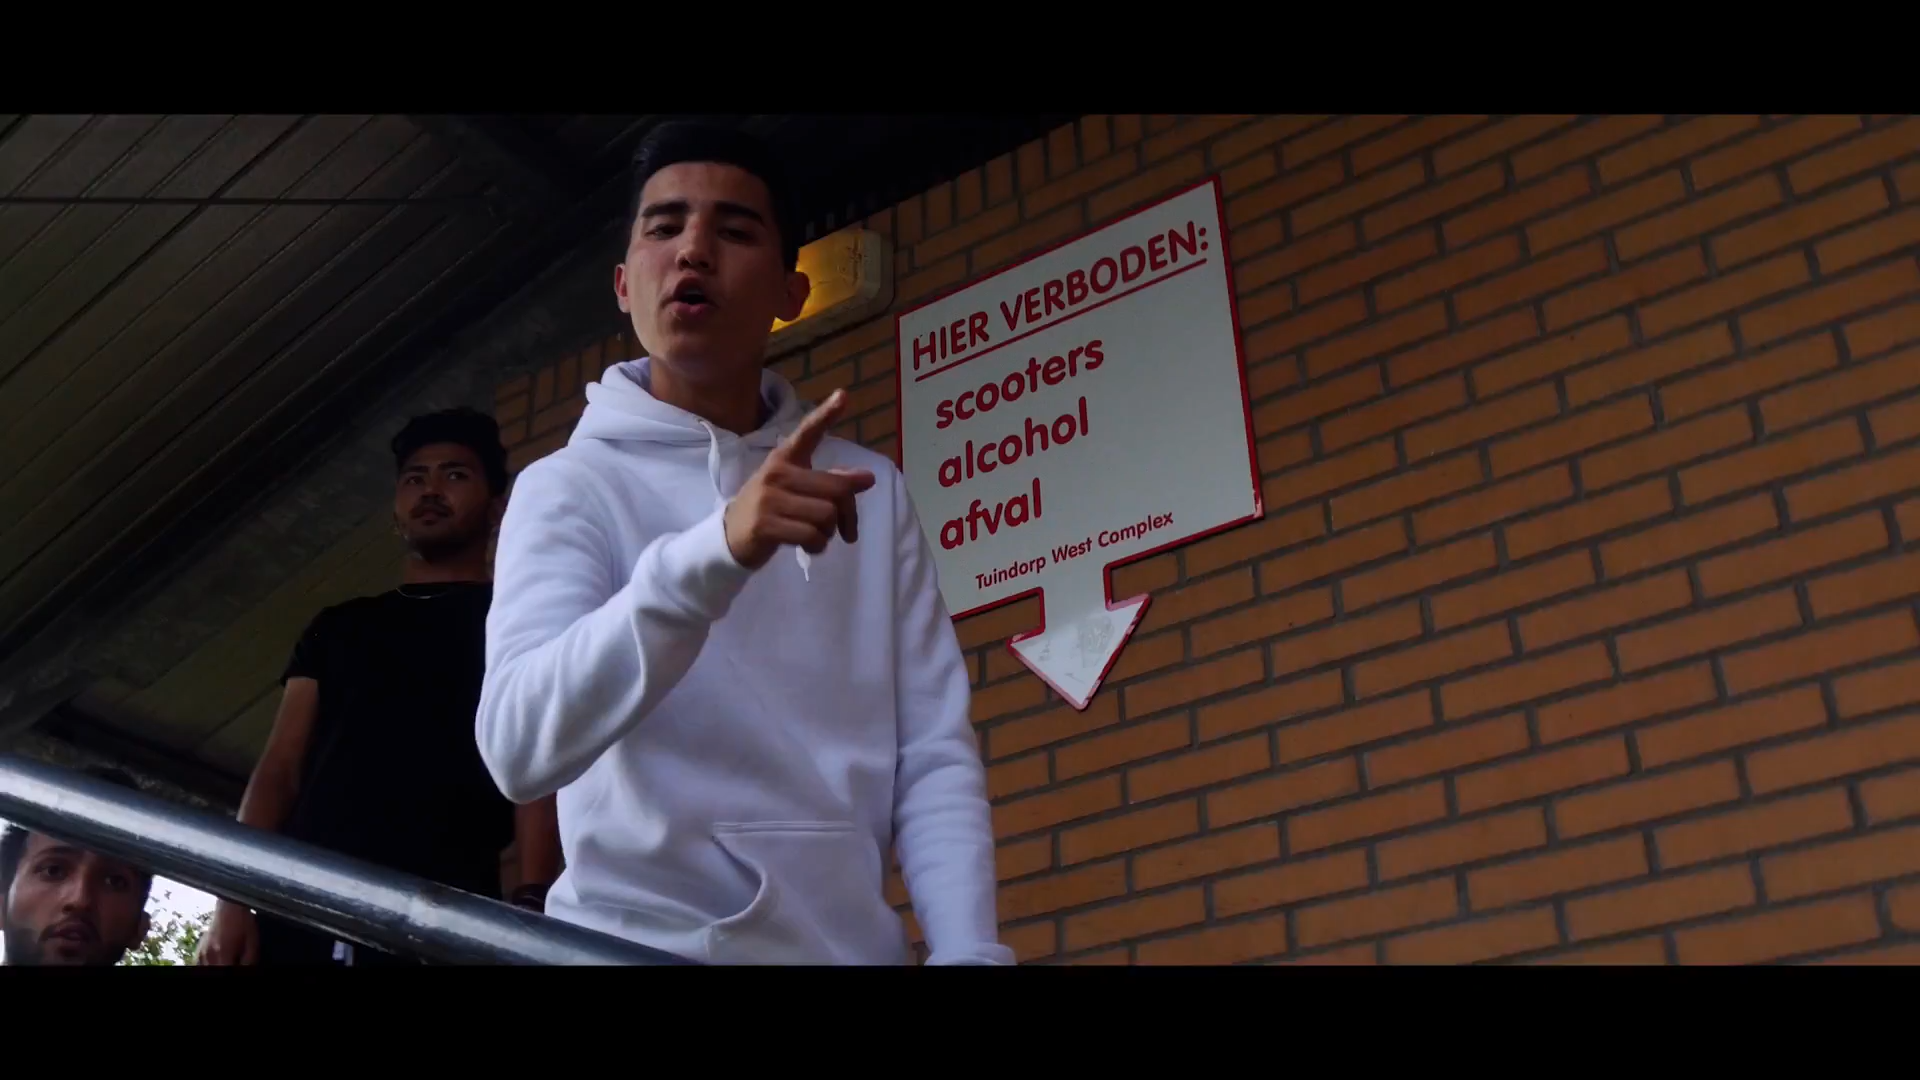 HIER VERBODEN:
scooters
alcohol
afval
Tuindorp West Complex